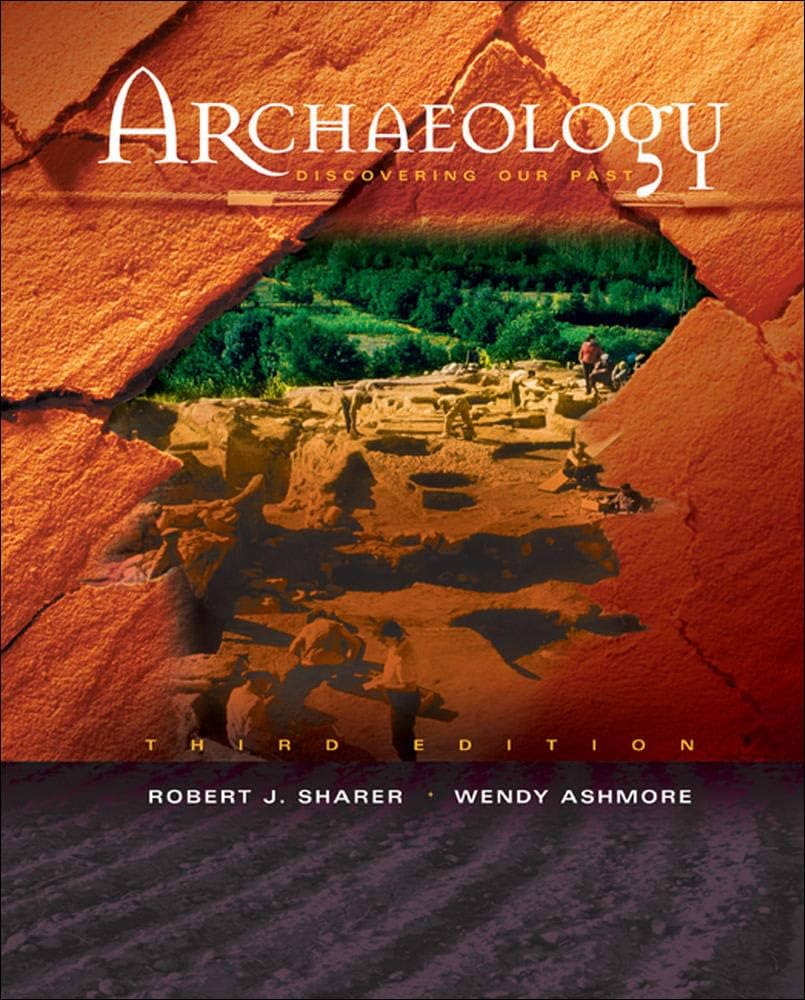 ARCHAEOLOGY
DISCOVERING OUR PAST
THIRD EDITION
ROBERT J. SHARER • WENDY ASHMORE